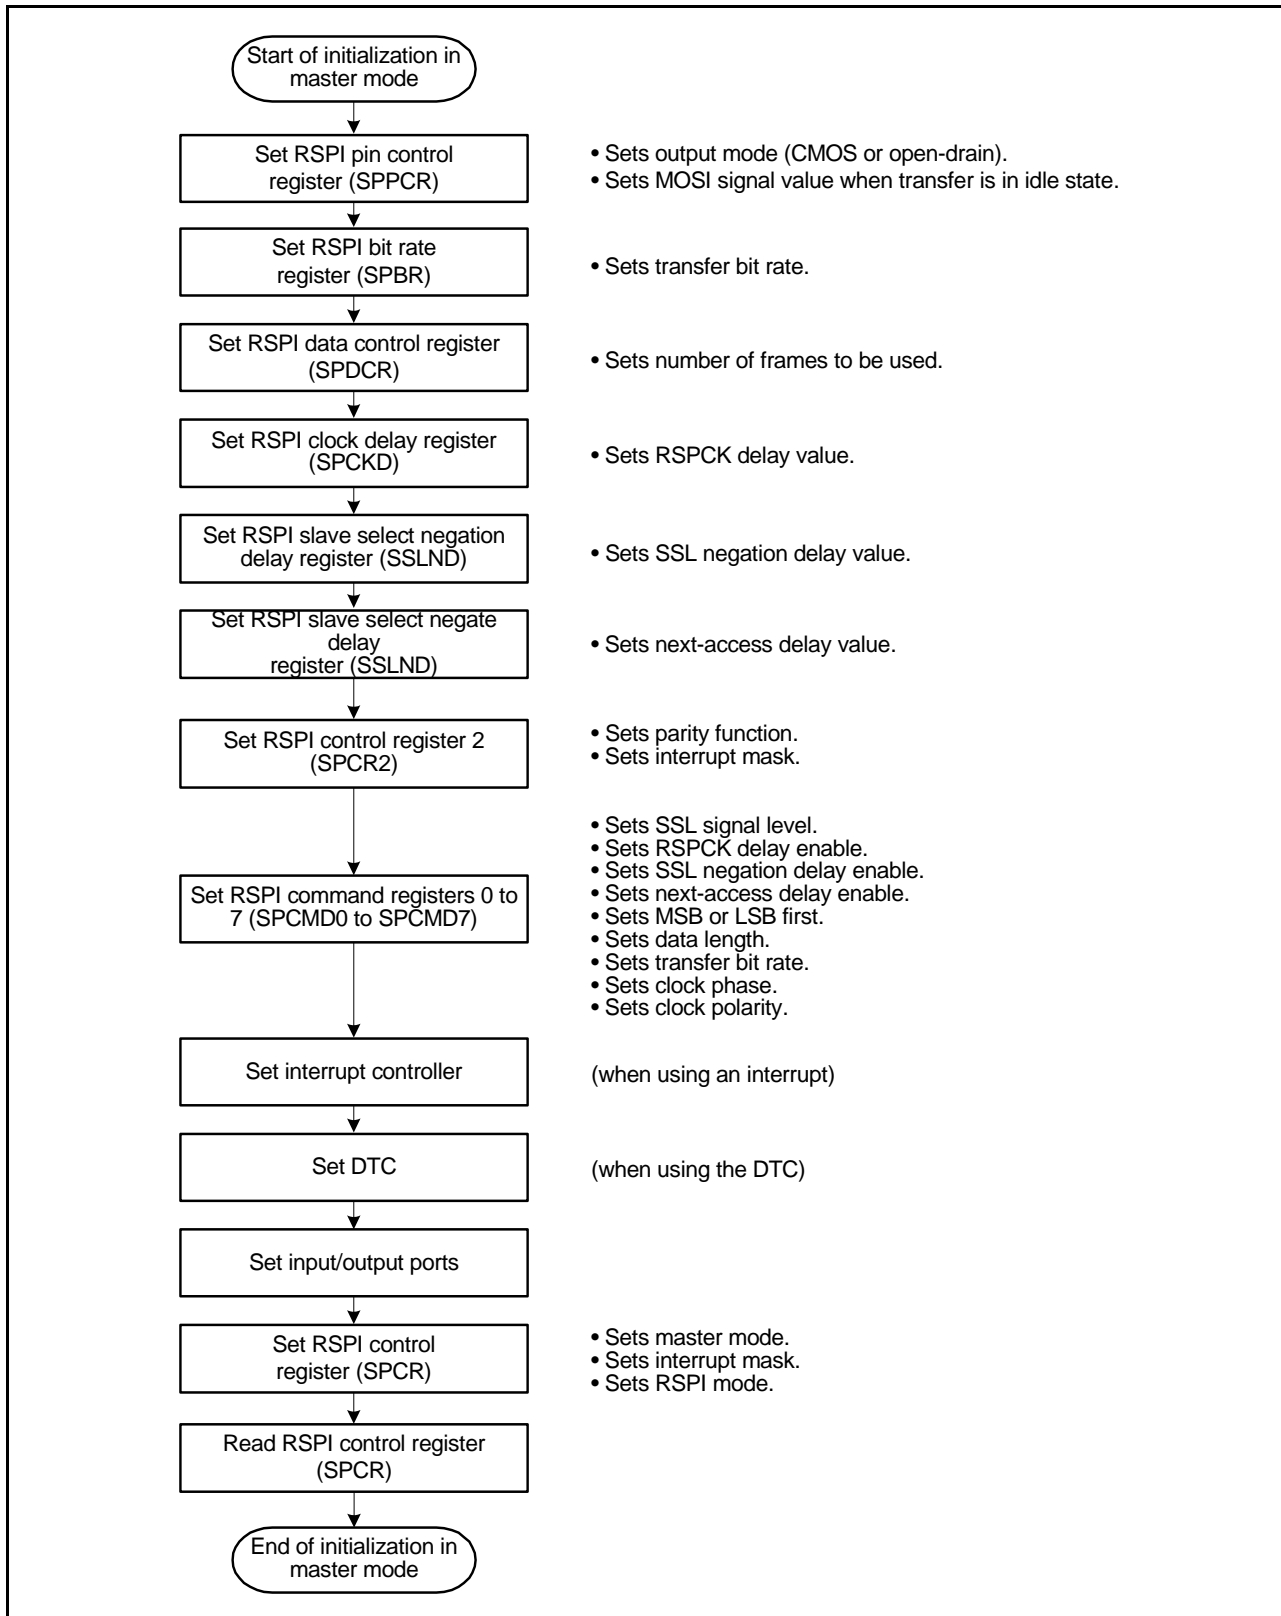 Start of initialization in
master mode
Set RSPI pin control
register (SPPCR)
• Sets output mode (CMOS or open-drain).
• Sets MOSI signal value when transfer is in idle state.
Set RSPI bit rate
register (SPBR)
• Sets transfer bit rate.
Set RSPI data control register
(SPDCR)
• Sets number of frames to be used.
Set RSPI clock delay register
(SPCKD)
• Sets RSPCK delay value.
Set RSPI slave select negation
delay register (SSLND)
• Sets SSL negation delay value.
Set RSPI slave select negate
delay
register (SSLND)
• Sets next-access delay value.
Set RSPI control register 2
(SPCR2)
• Sets parity function.
• Sets interrupt mask.
Set RSPI command registers 0 to
7 (SPCMD0 to SPCMD7)
• Sets SSL signal level.
• Sets RSPCK delay enable.
• Sets SSL negation delay enable.
• Sets next-access delay enable.
• Sets MSB or LSB first.
• Sets data length.
• Sets transfer bit rate.
• Sets clock phase.
• Sets clock polarity.
Set interrupt controller
(when using an interrupt)
Set DTC
(when using the DTC)
Set input/output ports
Set RSPI control
register (SPCR)
• Sets master mode.
• Sets interrupt mask.
• Sets RSPI mode.
Read RSPI control register
(SPCR)
End of initialization in
master mode